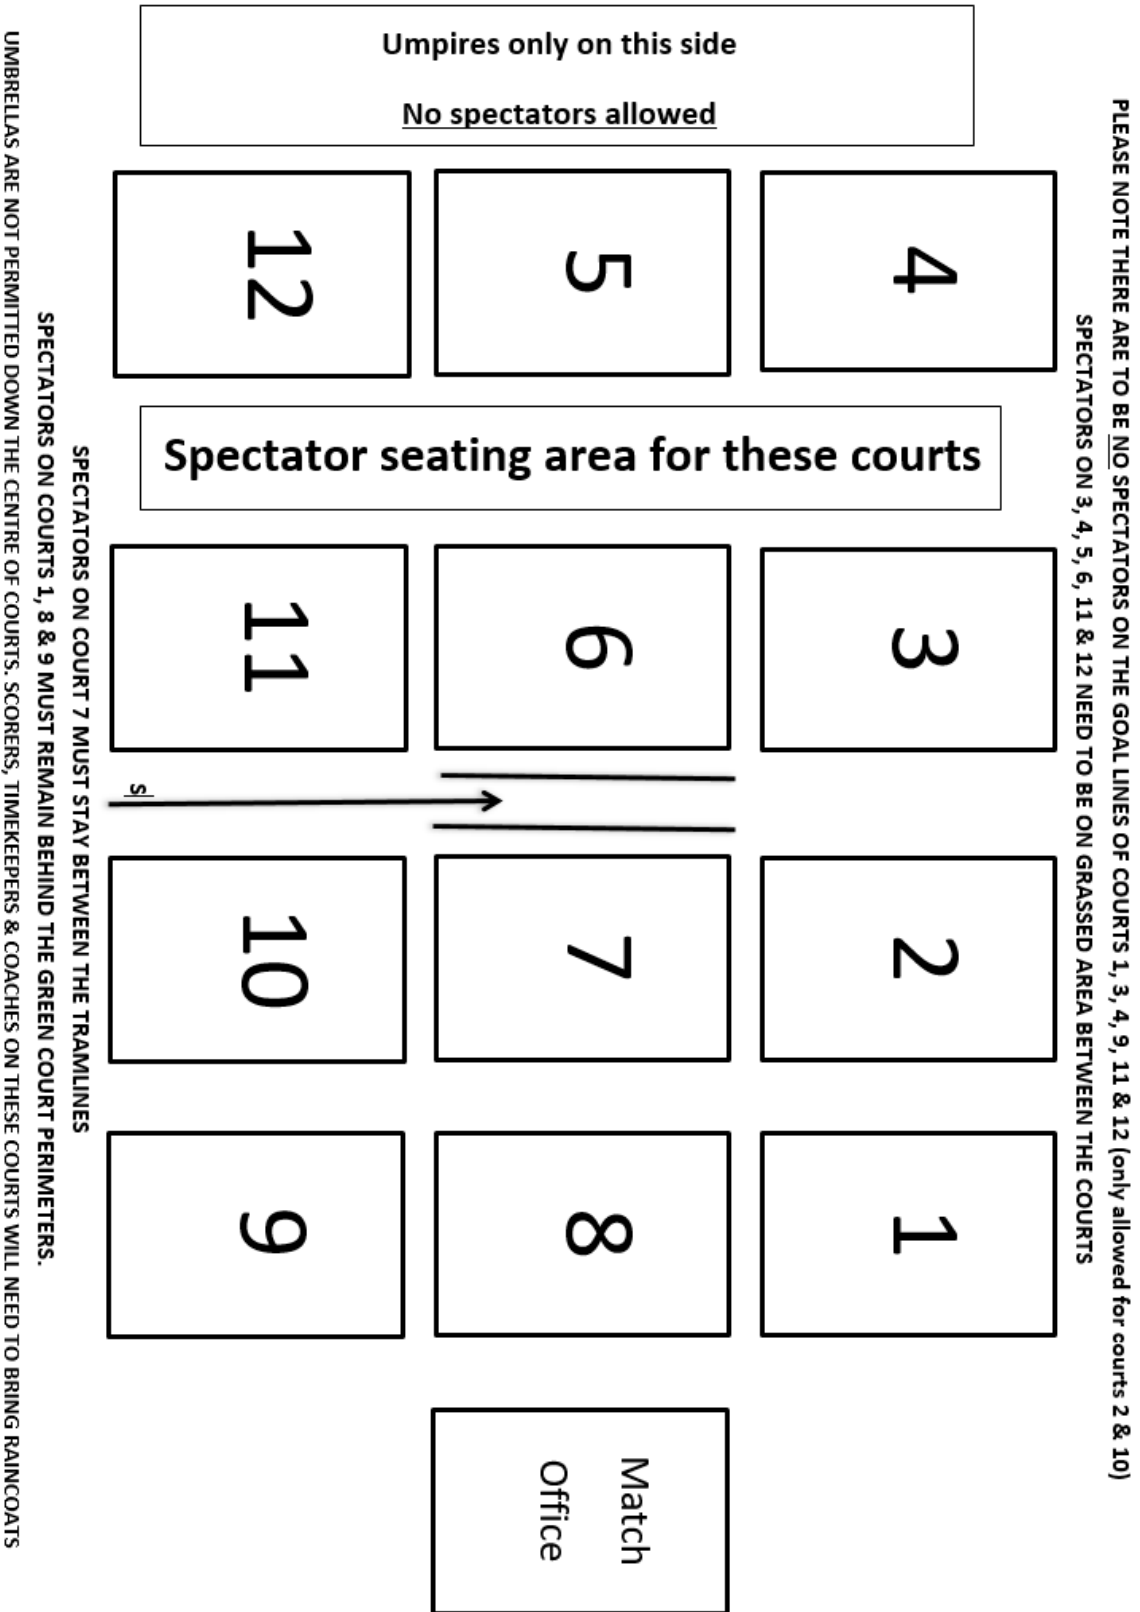 Umpires only on this side
No spectators allowed
PLEASE NOTE THERE ARE TO BE NO SPECTATORS ON THE GOAL LINES OF COURTS 1, 3, 4, 9, 11 & 12 (only allowed for courts 2 & 10)
SPECTATORS ON 3, 4, 5, 6, 11 & 12 NEED TO BE ON GRASSED AREA BETWEEN THE COURTS
12
5
4
Spectator seating area for these courts
11
6
3
s
10
7
2
9
8
1
Match
Office
SPECTATORS ON COURT 7 MUST STAY BETWEEN THE TRAMLINES
SPECTATORS ON COURTS 1, 8 & 9 MUST REMAIN BEHIND THE GREEN COURT PERIMETERS.
UMBRELLAS ARE NOT PERMITTED DOWN THE CENTRE OF COURTS. SCORERS, TIMEKEEPERS & COACHES ON THESE COURTS WILL NEED TO BRING RAINCOATS